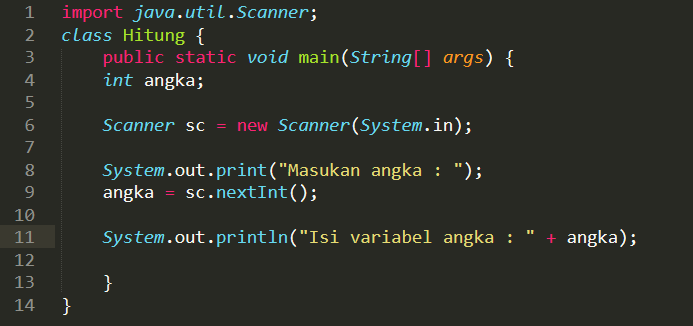 1 import java.util.Scanner;
2 class Hitung {
3 public static void main(String[] args) {
4 int angka;
5
6 Scanner sc = new Scanner(System.in);
7
8 System.out.print("Masukan angka : ");
9 angka = sc.nextInt();
10
11 System.out.println("Isi variabel angka : " + angka);
12
13 }
14 }